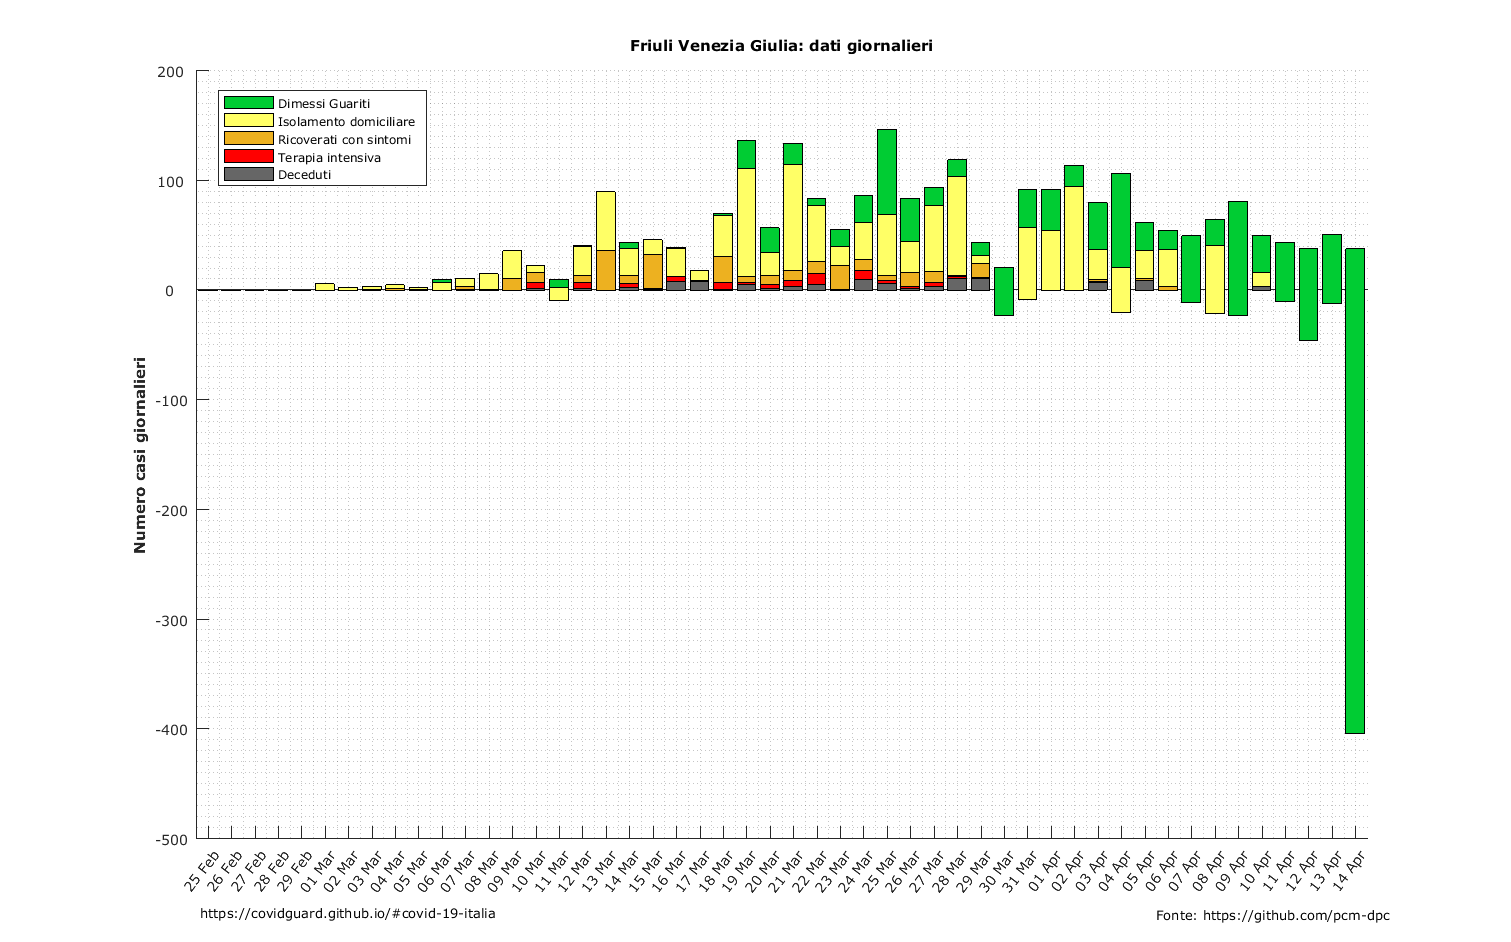 Friuli Venezia Giulia: dati giornalieri
200
100
0
-100
-200
-300
-400
-500
Numero casi giornalieri
Dimessi Guariti
Isolamento domiciliare
Ricoverati con sintomi
Terapia intensiva
Deceduti
25 Feb
26 Feb
27 Feb
28 Feb
29 Feb
01 Mar
02 Mar
03 Mar
04 Mar
05 Mar
06 Mar
07 Mar
08 Mar
09 Mar
10 Mar
11 Mar
12 Mar
13 Mar
14 Mar
15 Mar
16 Mar
17 Mar
18 Mar
19 Mar
20 Mar
21 Mar
22 Mar
23 Mar
24 Mar
25 Mar
26 Mar
27 Mar
28 Mar
29 Mar
30 Mar
31 Mar
01 Apr
02 Apr
03 Apr
04 Apr
05 Apr
06 Apr
07 Apr
08 Apr
09 Apr
10 Apr
11 Apr
12 Apr
13 Apr
14 Apr
https://covidguard.github.io/#covid-19-italia
Fonte: https://github.com/pcm-dpc